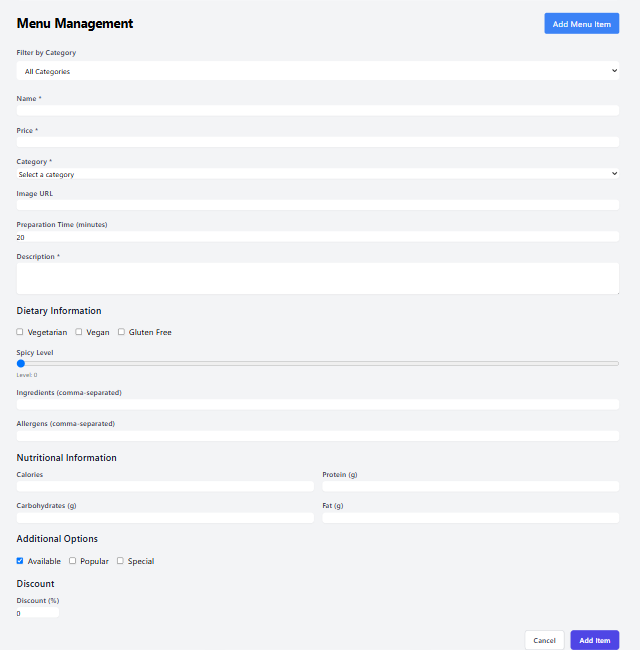 Menu Management
Add Menu Item
Filter by Category
All Categories
Name *
Price *
Category *
Select a category
Image URL
Preparation Time (minutes)
20
Description *
Dietary Information
Vegetarian Vegan Gluten Free
Spicy Level
Level: 0
Ingredients (comma-separated)
Allergens (comma-separated)
Nutritional Information
Calories Protein (g)
Carbohydrates (g) Fat (g)
Additional Options
Available Popular Special
Discount
Discount (%)
0
Cancel Add Item